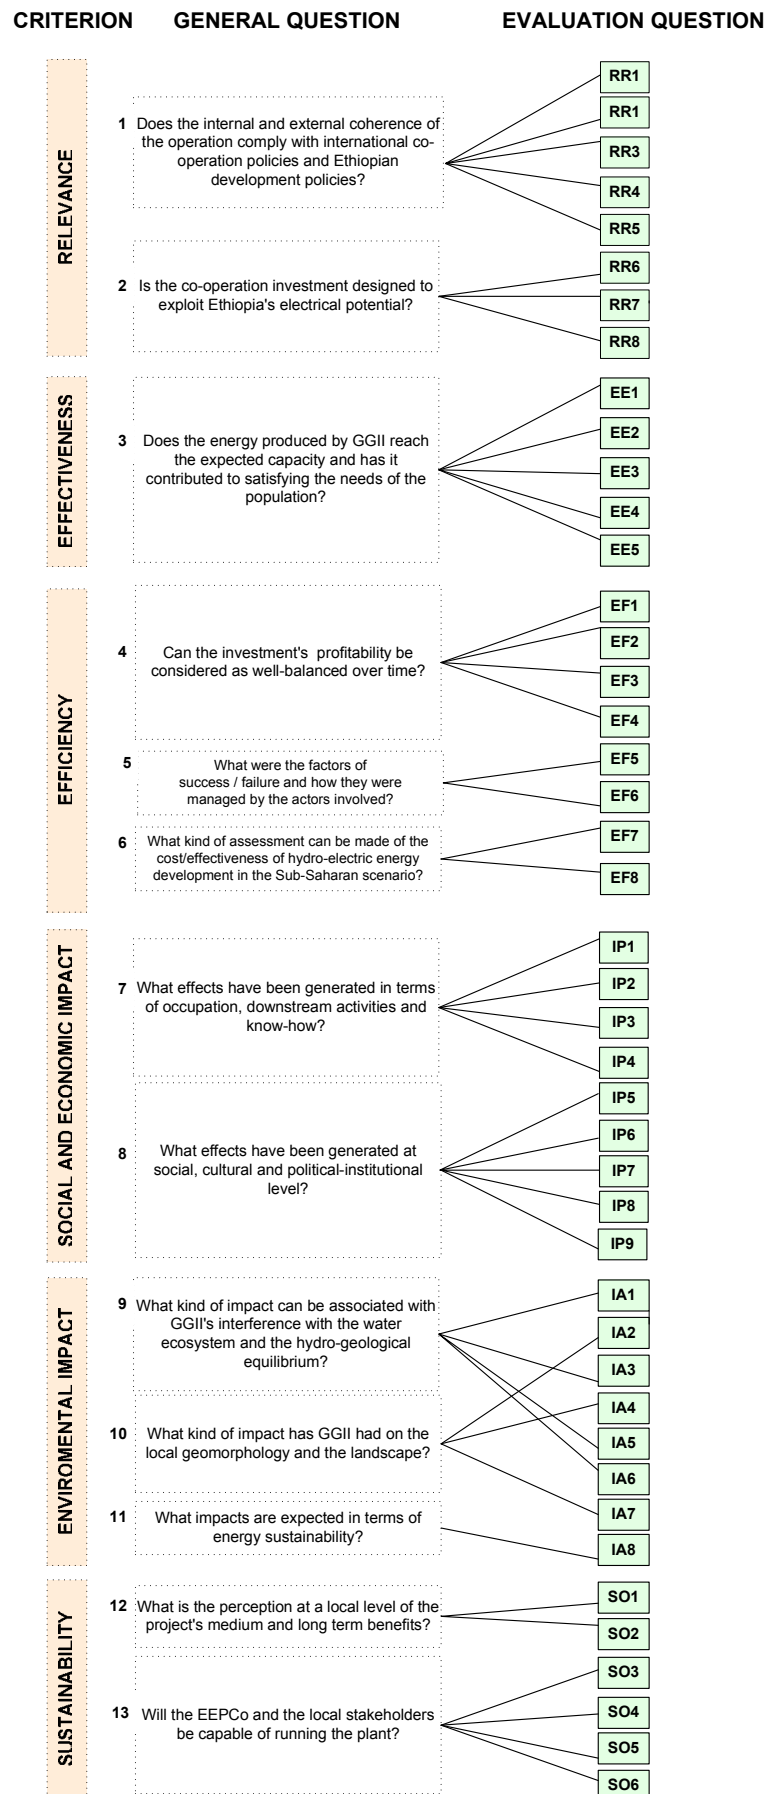 CRITERION GENERAL QUESTION EVALUATION QUESTION
RELEVANCE
1 Does the internal and external coherence of
the operation comply with international co-
operation policies and Ethiopian
development policies?
RR1
RR1
RR3
RR4
RR5
2 Is the co-operation investment designed to
exploit Ethiopia's electrical potential?
RR6
RR7
RR8
EFFECTIVENESS
3 Does the energy produced by GGII reach
the expected capacity and has it
contributed to satisfying the needs of the
population?
EE1
EE2
EE3
EE4
EE5
EFFICIENCY
4 Can the investment's profitability be
considered as well-balanced over time?
EF1
EF2
EF3
EF4
5 What were the factors of
success / failure and how they were
managed by the actors involved?
EF5
EF6
6 What kind of assessment can be made of the
cost/effectiveness of hydro-electric energy
development in the Sub-Saharan scenario?
EF7
EF8
SOCIAL AND ECONOMIC IMPACT
7 What effects have been generated in terms
of occupation, downstream activities and
know-how?
IP1
IP2
IP3
IP4
8 What effects have been generated at
social, cultural and political-institutional
level?
IP5
IP6
IP7
IP8
IP9
ENVIROMENTAL IMPACT
9 What kind of impact can be associated with
GGII's interference with the water
ecosystem and the hydro-geological
equilibrium?
10 What kind of impact has GGII had on the
local geomorphology and the landscape?
11 What impacts are expected in terms of
energy sustainability?
IA1
IA2
IA3
IA4
IA5
IA6
IA7
IA8
SUSTAINABILITY
12 What is the perception at a local level of the
project's medium and long term benefits?
SO1
SO2
13 Will the EEPCo and the local stakeholders
be capable of running the plant?
SO3
SO4
SO5
SO6